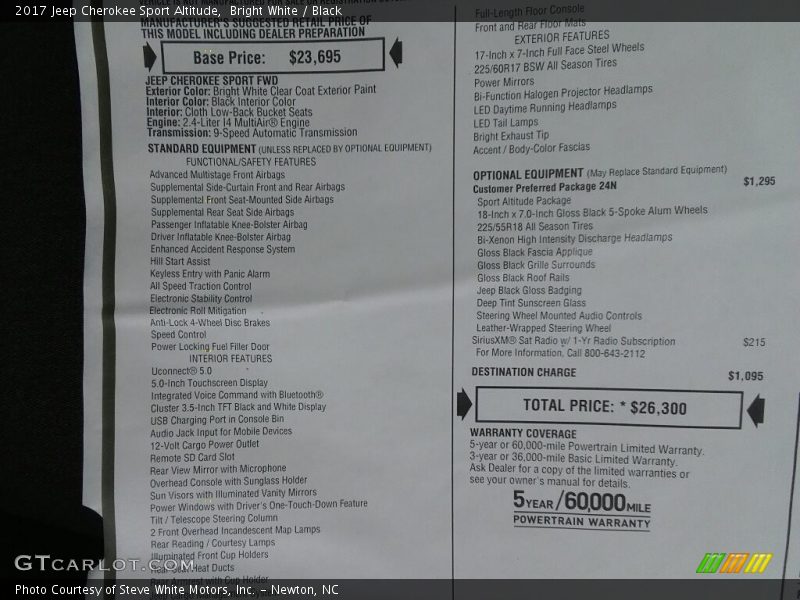 2017 Jeep Cherokee Sport Altitude,  Bright White / Black
MANUFACTURER'S SUGGESTED RETAIL PRICE OF
THIS MODEL INCLUDING DEALER PREPARATION
Base Price: $23,695
JEEP CHEROKEE SPORT FWD
Exterior Color: Bright White Clear Coat Exterior Paint
Interior Color: Black Interior Color
Interior: Cloth Low-Back Bucket Seats
Engine: 2.4-Liter I4 MultiAir® Engine
Transmission: 9-Speed Automatic Transmission
STANDARD EQUIPMENT (UNLESS REPLACED BY OPTIONAL EQUIPMENT)
FUNCTIONAL/SAFETY FEATURES
Advanced Multistage Front Airbags
Supplemental Side-Curtain Front and Rear Airbags
Supplemental Front Seat-Mounted Side Airbags
Supplemental Rear Seat Side Airbags
Passenger Inflatable Knee-Bolster Airbag
Driver Inflatable Knee-Bolster Airbag
Enhanced Accident Response System
Hill Start Assist
Keyless Entry with Panic Alarm
All Speed Traction Control
Electronic Stability Control
Electronic Roll Mitigation
Anti-Lock 4-Wheel Disc Brakes
Speed Control
Power Locking Fuel Filler Door
INTERIOR FEATURES
Uconnect® 5.0
5.0-Inch Touchscreen Display
Integrated Voice Command with Bluetooth®
Cluster 3.5-Inch TFT Black and White Display
USB Charging Port in Console Bin
Audio Jack Input for Mobile Devices
12-Volt Cargo Power Outlet
Remote SD Card Slot
Rear View Mirror with Microphone
Overhead Console with Sunglass Holder
Sun Visors with Illuminated Vanity Mirrors
Power Windows with Driver's One-Touch-Down Feature
Tilt / Telescope Steering Column
2 Front Overhead Incandescent Map Lamps
Rear Reading / Courtesy Lamps
Illuminated Front Cup Holders
Rear Seat Heat Ducts
Rear Armrest with Cup Holder
Full-Length Floor Console
Front and Rear Floor Mats
EXTERIOR FEATURES
17-Inch x 7-Inch Full Face Steel Wheels
225/60R17 BSW All Season Tires
Power Mirrors
Bi-Function Halogen Projector Headlamps
LED Daytime Running Headlamps
LED Tail Lamps
Bright Exhaust Tip
Accent / Body-Color Fascias
OPTIONAL EQUIPMENT (May Replace Standard Equipment)
Customer Preferred Package 24N $1,295
Sport Altitude Package
18-Inch x 7.0-Inch Gloss Black 5-Spoke Alum Wheels
225/55R18 All Season Tires
Bi-Xenon High Intensity Discharge Headlamps
Gloss Black Fascia Applique
Gloss Black Grille Surrounds
Gloss Black Roof Rails
Jeep Black Gloss Badging
Deep Tint Sunscreen Glass
Steering Wheel Mounted Audio Controls
Leather-Wrapped Steering Wheel
SiriusXM® Sat Radio w/ 1-Yr Radio Subscription $215
For More Information, Call 800-643-2112
DESTINATION CHARGE $1,095
TOTAL PRICE: * $26,300
WARRANTY COVERAGE
5-year or 60,000-mile Powertrain Limited Warranty.
3-year or 36,000-mile Basic Limited Warranty.
Ask Dealer for a copy of the limited warranties or
see your owner's manual for details.
5YEAR/60,000MILE
POWERTRAIN WARRANTY
GTcarlot.com
Photo Courtesy of Steve White Motors, Inc. – Newton, NC